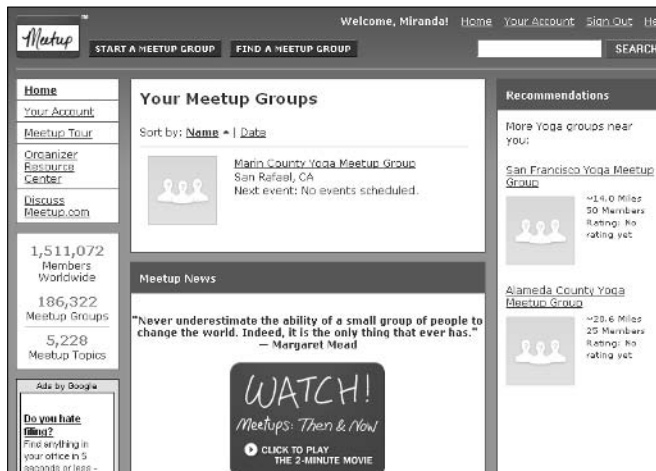 Meetup
TM
Welcome, Miranda! Home Your Account Sign Out He
START A MEETUP GROUP FIND A MEETUP GROUP SEARCH
Home
Your Account
Meetup Tour
Organizer
Resource
Center
Discuss
Meetup.com
1,511,072
Members
Worldwide
186,322
Meetup Groups
5,228
Meetup Topics
Ads by Google
Do you hate
filing?
Find anything in
your office in 5
seconds or less -
Your Meetup Groups
Sort by: Name | Date
Marin County Yoga Meetup Group
San Rafael, CA
Next event: No events scheduled.
Meetup News
"Never underestimate the ability of a small group of people to
change the world. Indeed, it is the only thing that ever has."
— Margaret Mead
WATCH!
Meetups: Then & Now
CLICK TO PLAY
THE 2-MINUTE MOVIE
Recommendations
More Yoga groups near
you:
San Francisco Yoga Meetup
Group
~14.0 Miles
50 Members
Rating: No
rating yet
Alameda County Yoga
Meetup Group
~20.6 Miles
25 Members
Rating: No
rating yet